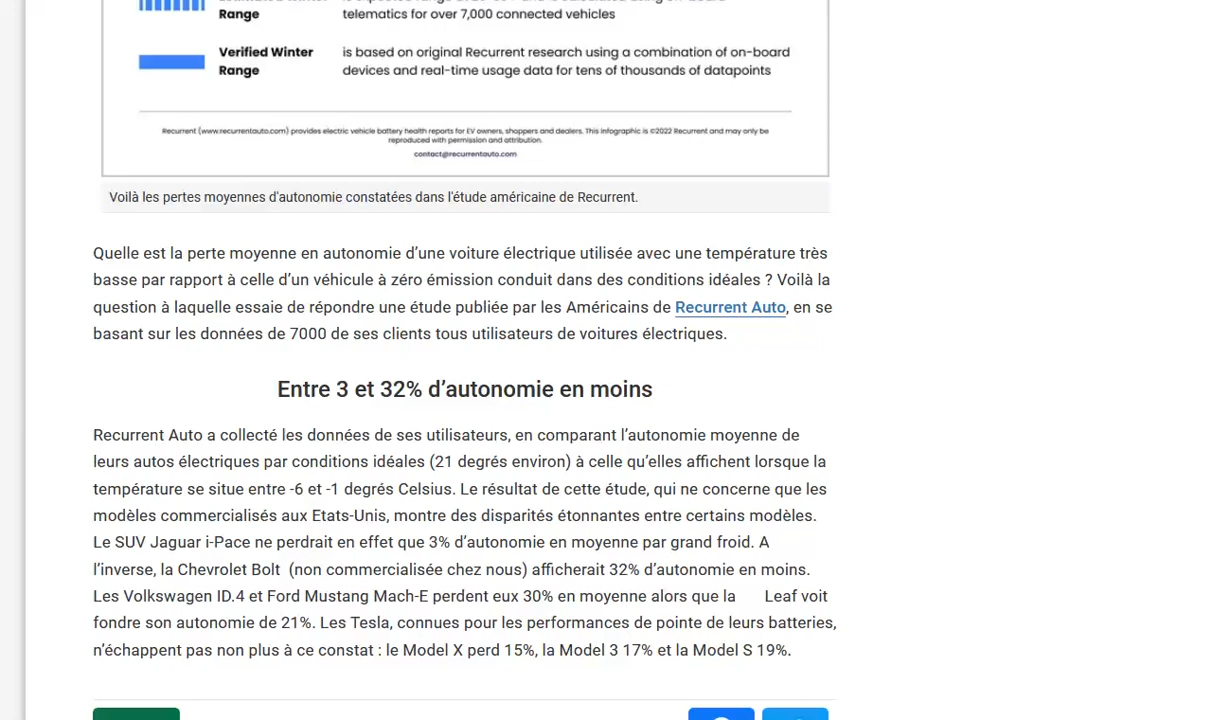 Range
telematics for over 7,000 connected vehicles
Verified Winter
Range
is based on original Recurrent research using a combination of on-board
devices and real-time usage data for tens of thousands of datapoints
Recurrent (www.recurrentauto.com) provides electric vehicle battery health reports for EV owners, shoppers and dealers. This infographic is ©2022 Recurrent and may only be
reproduced with permission and attribution.
contact@recurrentauto.com
Voilà les pertes moyennes d'autonomie constatées dans l'étude américaine de Recurrent.
Quelle est la perte moyenne en autonomie d’une voiture électrique utilisée avec une température très
basse par rapport à celle d’un véhicule à zéro émission conduit dans des conditions idéales ? Voilà la
question à laquelle essaie de répondre une étude publiée par les Américains de Recurrent Auto, en se
basant sur les données de 7000 de ses clients tous utilisateurs de voitures électriques.
Entre 3 et 32% d’autonomie en moins
Recurrent Auto a collecté les données de ses utilisateurs, en comparant l’autonomie moyenne de
leurs autos électriques par conditions idéales (21 degrés environ) à celle qu’elles affichent lorsque la
température se situe entre -6 et -1 degrés Celsius. Le résultat de cette étude, qui ne concerne que les
modèles commercialisés aux Etats-Unis, montre des disparités étonnantes entre certains modèles.
Le SUV Jaguar i-Pace ne perdrait en effet que 3% d’autonomie en moyenne par grand froid. A
l’inverse, la Chevrolet Bolt (non commercialisée chez nous) afficherait 32% d’autonomie en moins.
Les Volkswagen ID.4 et Ford Mustang Mach-E perdent eux 30% en moyenne alors que la Leaf voit
fondre son autonomie de 21%. Les Tesla, connues pour les performances de pointe de leurs batteries,
n’échappent pas non plus à ce constat : le Model X perd 15%, la Model 3 17% et la Model S 19%.